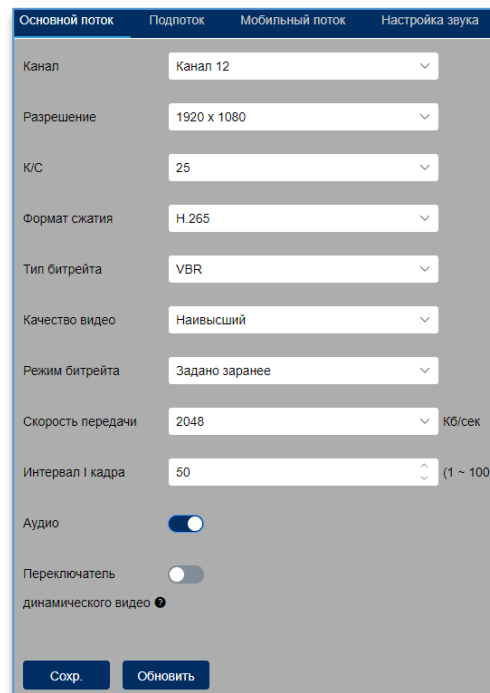 Основной поток Подпоток Мобильный поток Настройка звука
Канал Канал 12
Разрешение 1920 x 1080
К/С 25
Формат сжатия H.265
Тип битрейта VBR
Качество видео Наивысший
Режим битрейта Задано заранее
Скорость передачи 2048 Кб/сек
Интервал I кадра 50 (1 ~ 100
Аудио
Переключатель
динамического видео ?
Сохр. Обновить